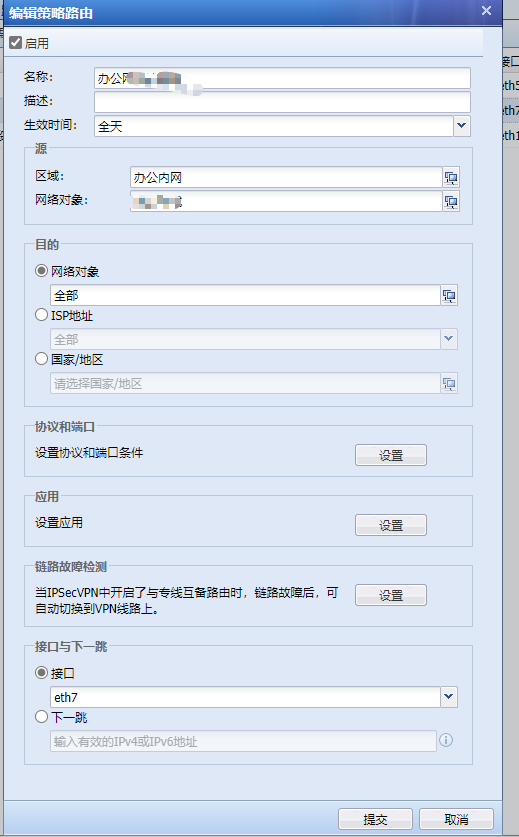 编辑策略路由
启用
名称:
办公
描述:
生效时间:
全天
源
区域:
办公内网
网络对象:
目的
网络对象
全部
ISP地址
全部
国家/地区
请选择国家/地区
协议和端口
设置协议和端口条件
设置
应用
设置应用
设置
链路故障检测
当IPSecVPN中开启了与专线互备路由时，链路故障后，可
自动切换到VPN线路上。
设置
接口与下一跳
接口
eth7
下一跳
输入有效的IPv4或IPv6地址
提交
取消
接口
eth5
eth7
eth1